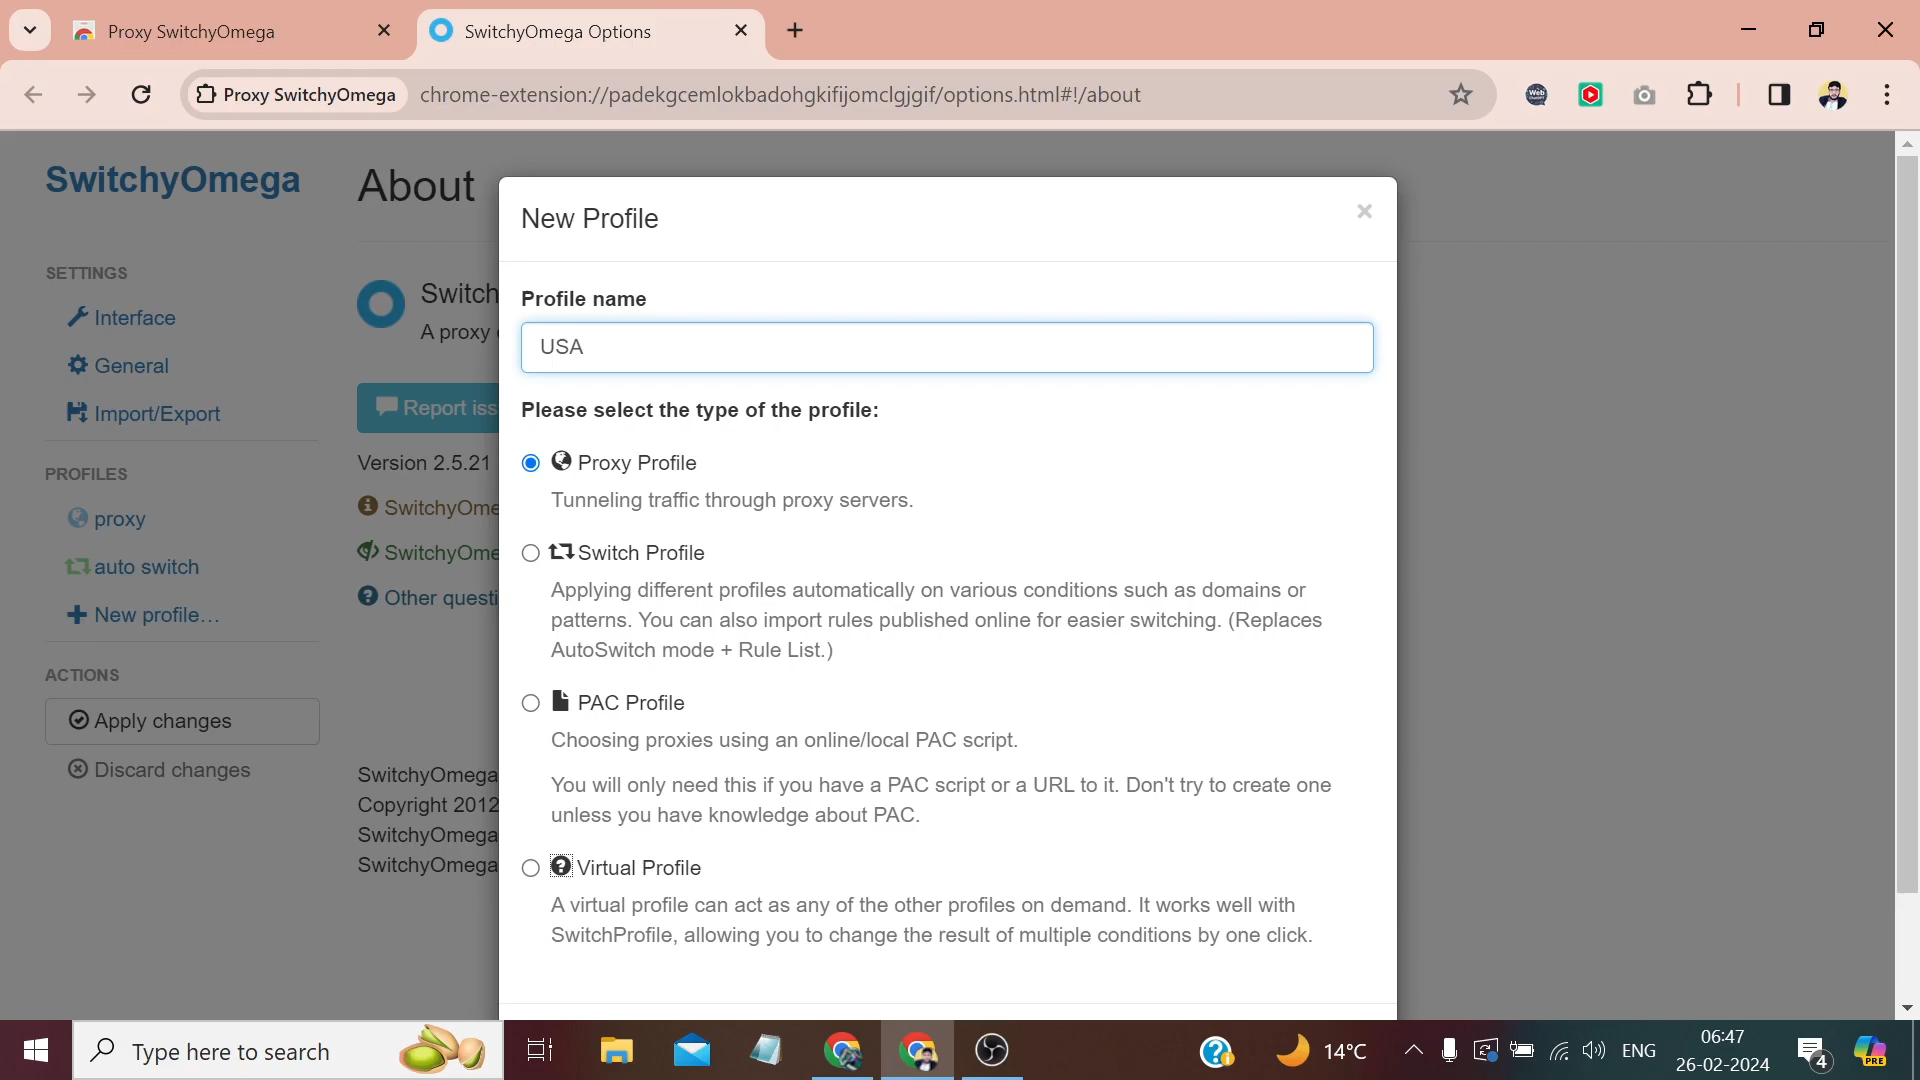 Proxy SwitchyOmega
SwitchyOmega Options
Proxy SwitchyOmega
chrome-extension://padekgcemlokbadohgkifijomclgjgif/options.html#!/about
Web
SwitchyOmega
SETTINGS
Interface
General
Import/Export
PROFILES
proxy
auto switch
New profile…
ACTIONS
Apply changes
Discard changes
About
Switch
A proxy
Report iss
Version 2.5.21
SwitchyOme
SwitchyOme
Other questi
SwitchyOmega
Copyright 2012
SwitchyOmega
SwitchyOmega
New Profile
×
Profile name
USA
Please select the type of the profile:
Proxy Profile
Tunneling traffic through proxy servers.
Switch Profile
Applying different profiles automatically on various conditions such as domains or
patterns. You can also import rules published online for easier switching. (Replaces
AutoSwitch mode + Rule List.)
PAC Profile
Choosing proxies using an online/local PAC script.
You will only need this if you have a PAC script or a URL to it. Don't try to create one
unless you have knowledge about PAC.
Virtual Profile
A virtual profile can act as any of the other profiles on demand. It works well with
SwitchProfile, allowing you to change the result of multiple conditions by one click.
Type here to search
14°C
ENG
06:47
26-02-2024
4
PRE